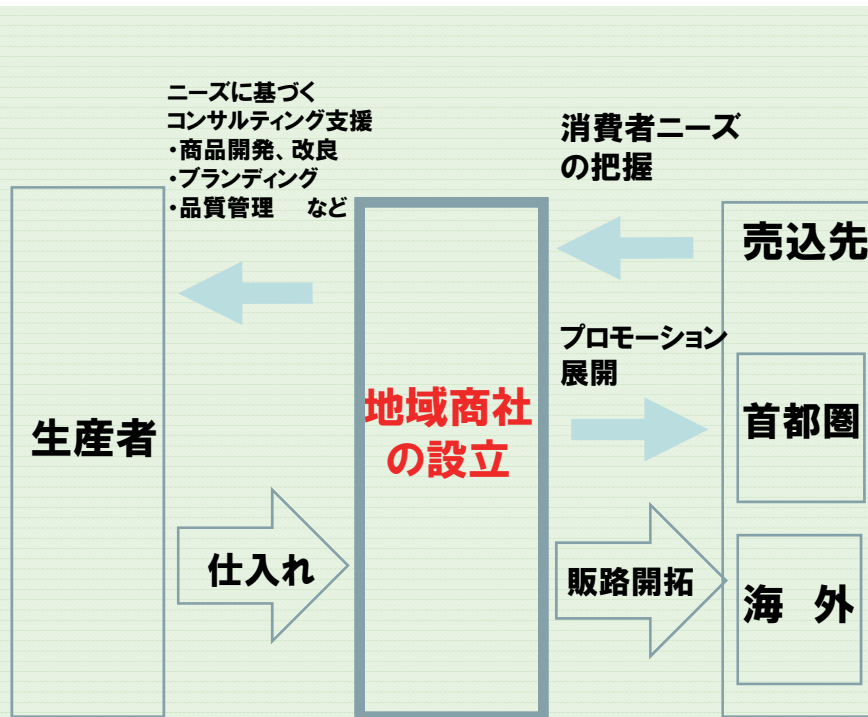 ニーズに基づく
コンサルティング支援
・商品開発、改良
・ブランディング
・品質管理　など
消費者ニーズ
の把握
売込先
プロモーション
展開
生産者
地域商社
の設立
首都圏
仕入れ
販路開拓
海　外